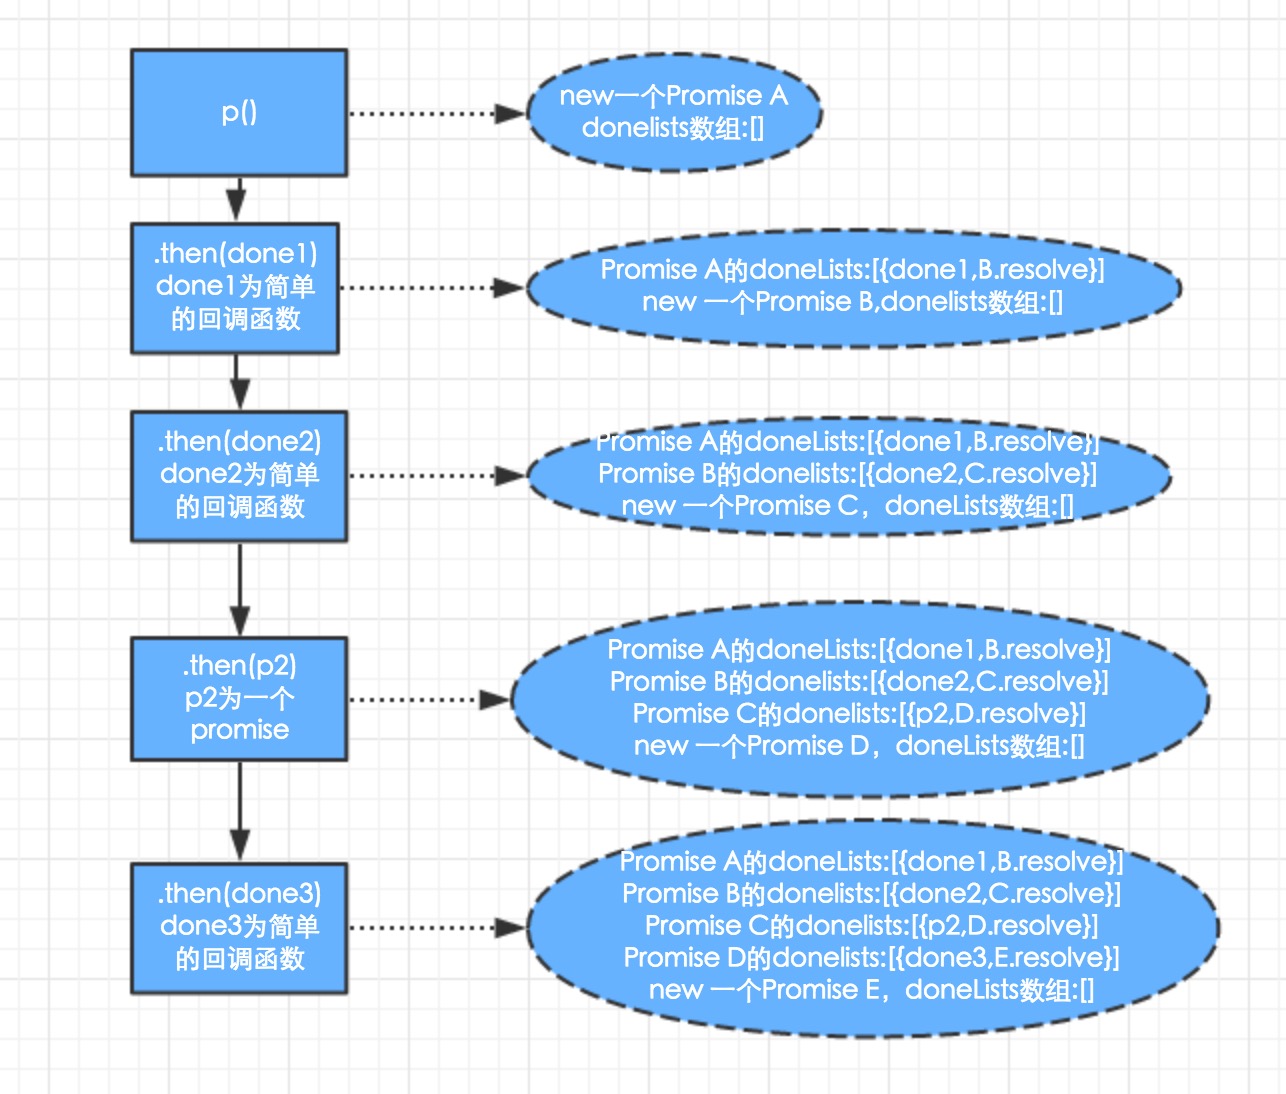 p()
new一个Promise A
donelists数组:[]
.then(done1)
done1为简单
的回调函数
Promise A的doneLists:[{done1,B.resolve}]
new 一个Promise B,donelists数组:[]
.then(done2)
done2为简单
的回调函数
Promise A的doneLists:[{done1,B.resolve}]
Promise B的donelists:[{done2,C.resolve}]
new 一个Promise C，doneLists数组:[]
.then(p2)
p2为一个
promise
Promise A的doneLists:[{done1,B.resolve}]
Promise B的donelists:[{done2,C.resolve}]
Promise C的donelists:[{p2,D.resolve}]
new 一个Promise D，doneLists数组:[]
.then(done3)
done3为简单
的回调函数
Promise A的doneLists:[{done1,B.resolve}]
Promise B的donelists:[{done2,C.resolve}]
Promise C的donelists:[{p2,D.resolve}]
Promise D的donelists:[{done3,E.resolve}]
new 一个Promise E，doneLists数组:[]